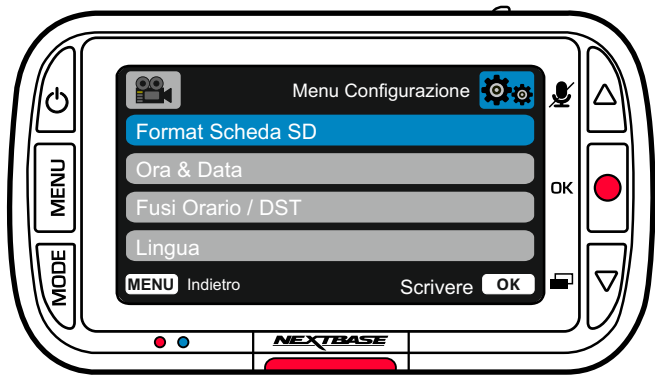 Menu Configurazione
Format Scheda SD
Ora & Data
Fusi Orario / DST
Lingua
MENU Indietro
Scrivere OK
MENU
MODE
OK
NEXTBASE